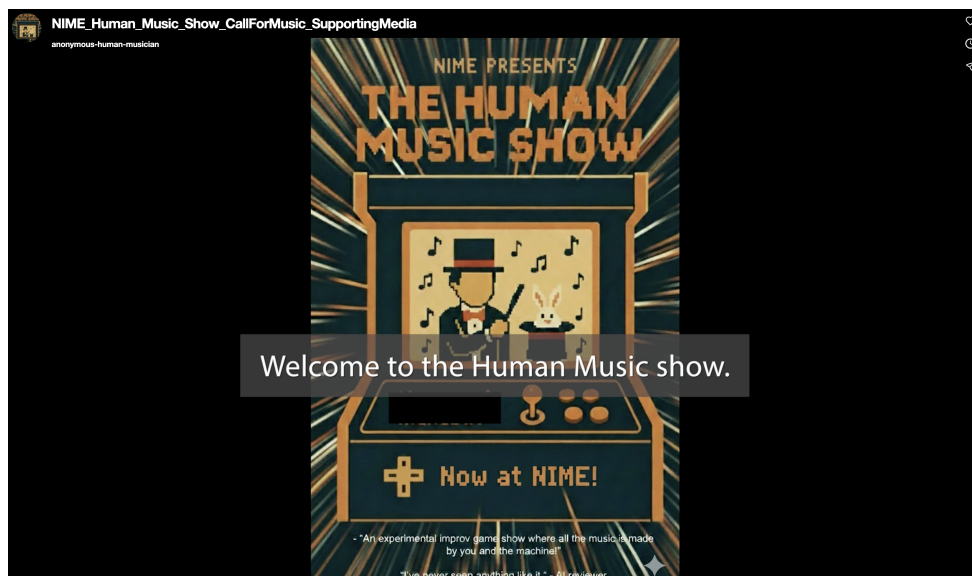 NIME_Human_Music_Show_CallForMusic_SupportingMedia
anonymous-human-musician
NIME PRESENTS
THE HUMAN
MUSIC SHOW
Welcome to the Human Music show.
Now at NIME!
- "An experimental improv game show where all the music is made
by you and the machine!"
"I've never seen anything like it." - AI reviewer